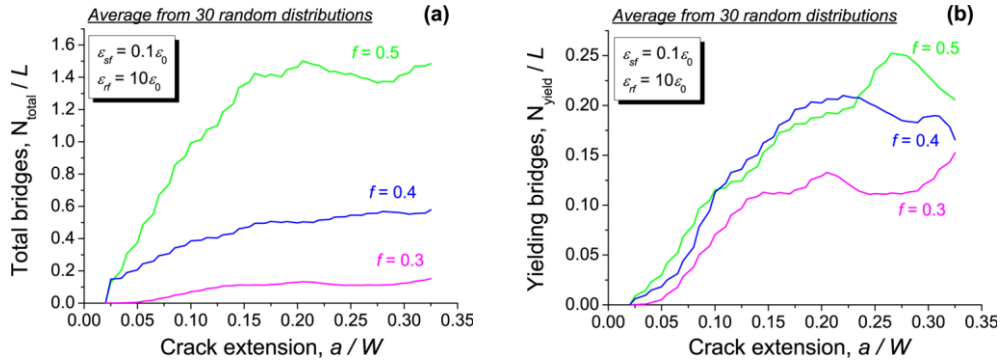 Average from 30 random distributions
(a)
ε_sf = 0.1ε_0
ε_rf = 10ε_0
f = 0.5
f = 0.4
f = 0.3
Total bridges, N_total / L
1.6
1.4
1.2
1.0
0.8
0.6
0.4
0.2
0.0
0.00 0.05 0.10 0.15 0.20 0.25 0.30 0.35
Crack extension, a / W
Average from 30 random distributions
(b)
ε_sf = 0.1ε_0
ε_rf = 10ε_0
f = 0.5
f = 0.4
f = 0.3
Yielding bridges, N_yield / L
0.25
0.20
0.15
0.10
0.05
0.00
0.00 0.05 0.10 0.15 0.20 0.25 0.30 0.35
Crack extension, a / W